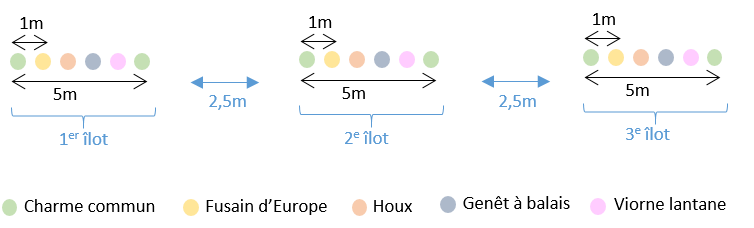 1m 1m 1m
5m 2,5m 5m 2,5m 5m
1er îlot 2e îlot 3e îlot
Charme commun Fusain d’Europe Houx Genêt à balais Viorne lantane